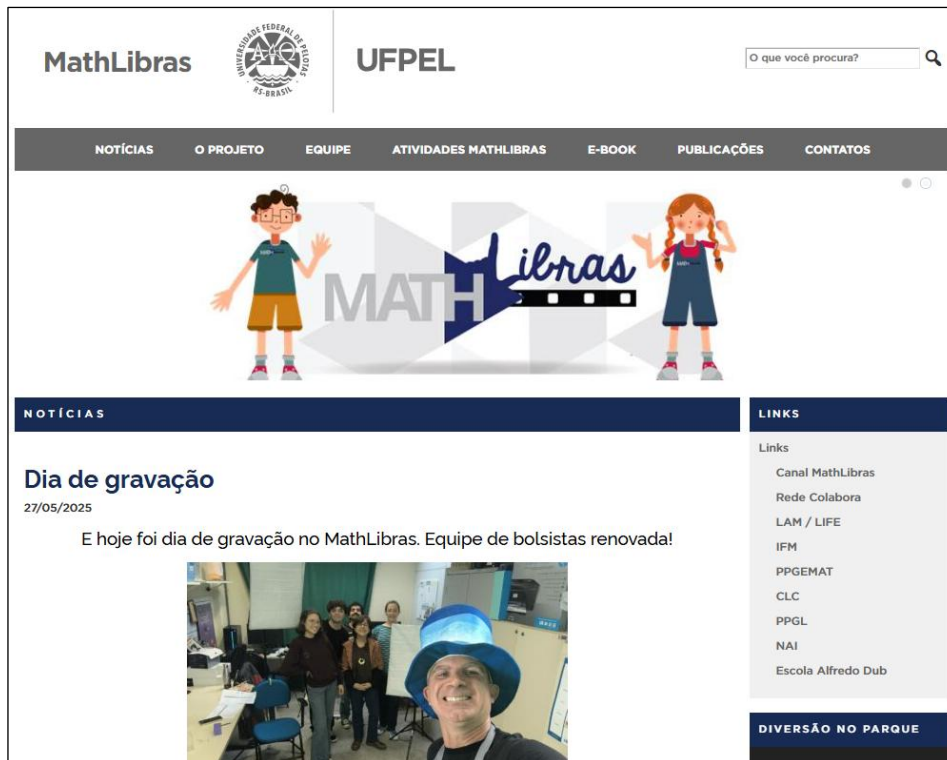 MathLibras
UNIVERSIDADE FEDERAL DE PELOTAS
RS-BRASIL
UFPEL
O que você procura?
NOTÍCIAS
O PROJETO
EQUIPE
ATIVIDADES MATHLIBRAS
E-BOOK
PUBLICAÇÕES
CONTATOS
MATH Libras
NOTÍCIAS
Dia de gravação
27/05/2025
E hoje foi dia de gravação no MathLibras. Equipe de bolsistas renovada!
LINKS
Links
Canal MathLibras
Rede Colabora
LAM / LIFE
IFM
PPGEMAT
CLC
PPGL
NAI
Escola Alfredo Dub
DIVERSÃO NO PARQUE